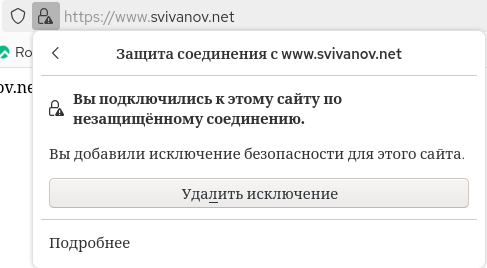 https://www.svivanov.net
Ro
Защита соединения с www.svivanov.net
ov.ne
Вы подключились к этому сайту по
незащищённому соединению.
Вы добавили исключение безопасности для этого сайта.
Удалить исключение
Подробнее